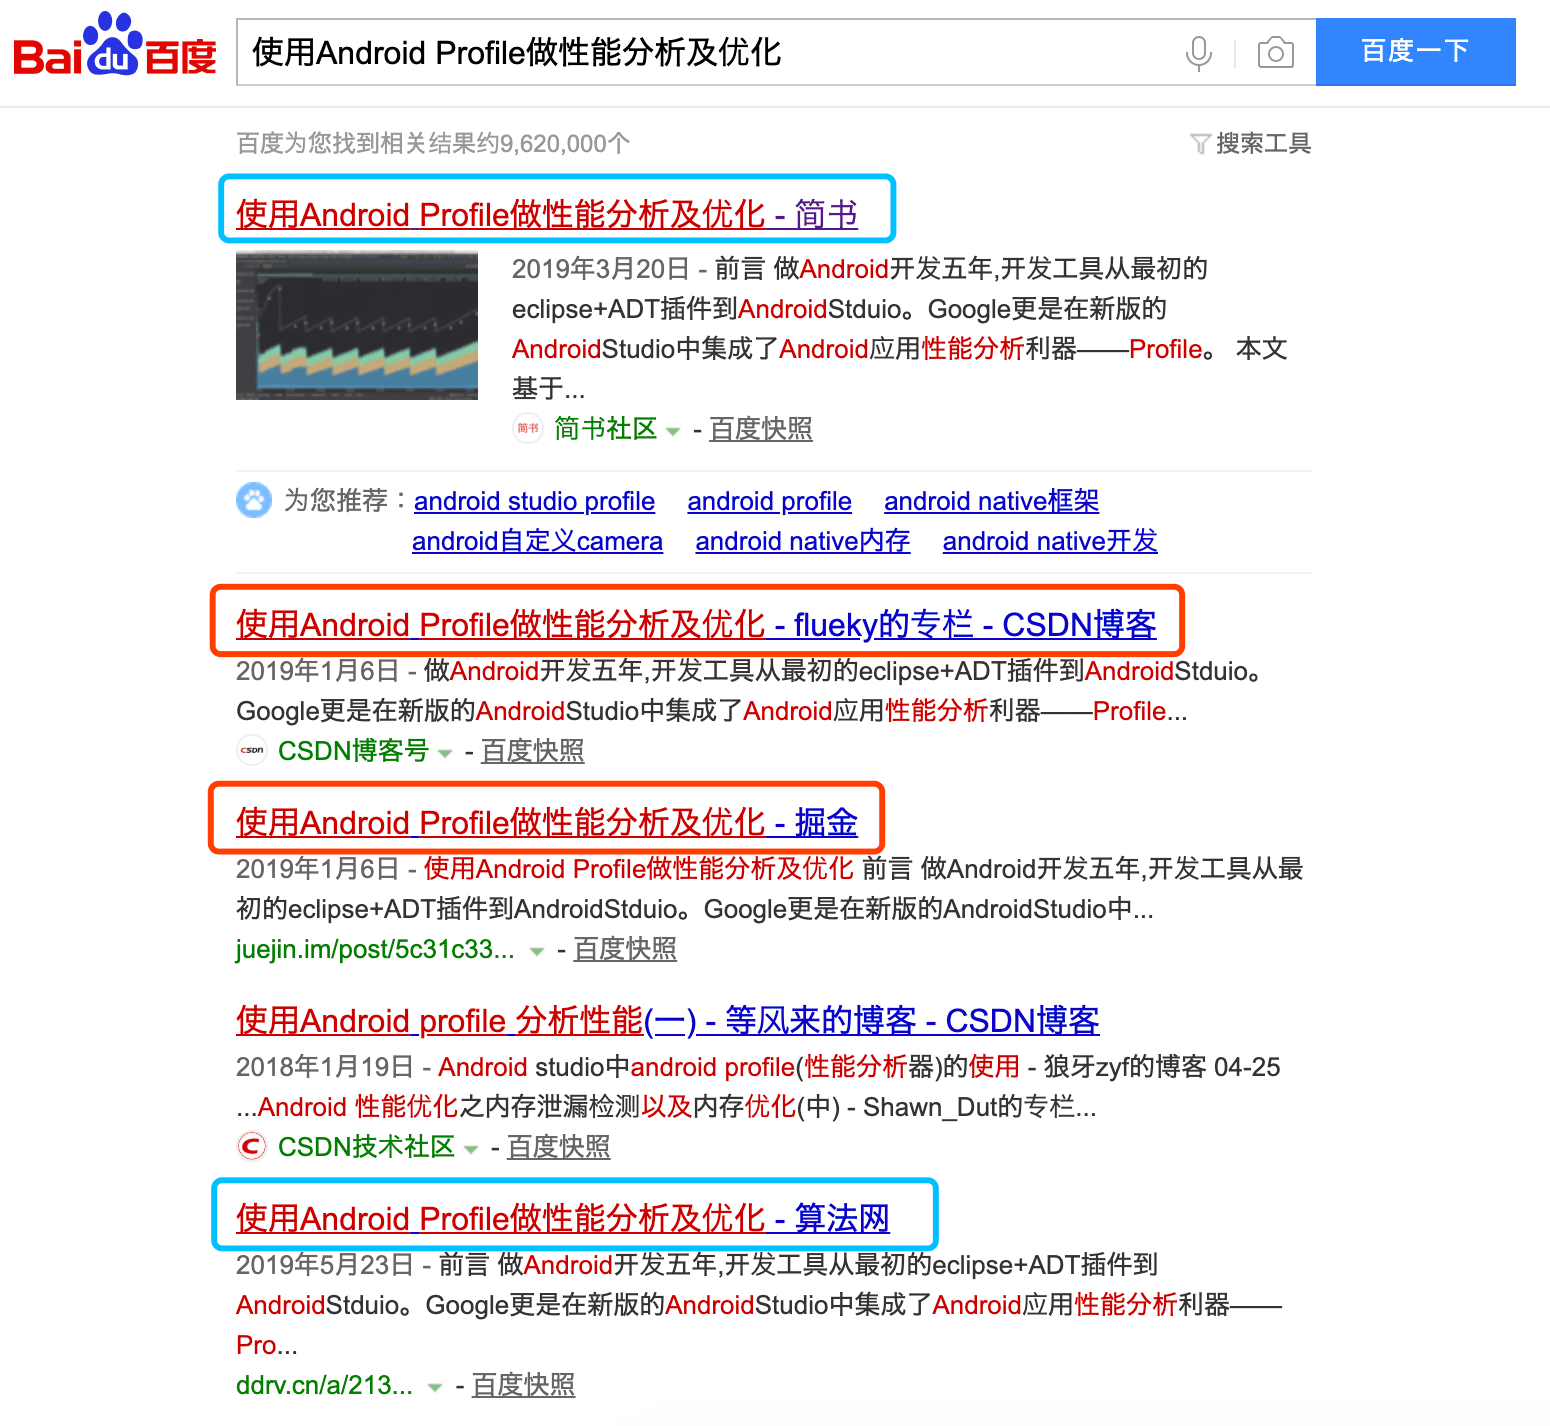 Bai du 百度
使用Android Profile做性能分析及优化
百度一下
百度为您找到相关结果约9,620,000个
搜索工具
使用Android Profile做性能分析及优化 - 简书
2019年3月20日 - 前言 做Android开发五年,开发工具从最初的
eclipse+ADT插件到AndroidStduio。Google更是在新版的
AndroidStudio中集成了Android应用性能分析利器——Profile。 本文
基于...
简书 简书社区 - 百度快照
为您推荐：android studio profile android profile android native框架
android自定义camera android native内存 android native开发
使用Android Profile做性能分析及优化 - flueky的专栏 - CSDN博客
2019年1月6日 - 做Android开发五年,开发工具从最初的eclipse+ADT插件到AndroidStduio。
Google更是在新版的AndroidStudio中集成了Android应用性能分析利器——Profile...
CSDN CSDN博客号 - 百度快照
使用Android Profile做性能分析及优化 - 掘金
2019年1月6日 - 使用Android Profile做性能分析及优化 前言 做Android开发五年,开发工具从最
初的eclipse+ADT插件到AndroidStduio。Google更是在新版的AndroidStudio中...
juejin.im/post/5c31c33... - 百度快照
使用Android profile 分析性能(一) - 等风来的博客 - CSDN博客
2018年1月19日 - Android studio中android profile(性能分析器)的使用 - 狼牙zyf的博客 04-25
...Android 性能优化之内存泄漏检测以及内存优化(中) - Shawn_Dut的专栏...
C CSDN技术社区 - 百度快照
使用Android Profile做性能分析及优化 - 算法网
2019年5月23日 - 前言 做Android开发五年,开发工具从最初的eclipse+ADT插件到
AndroidStduio。Google更是在新版的AndroidStudio中集成了Android应用性能分析利器——
Pro...
ddrv.cn/a/213... - 百度快照